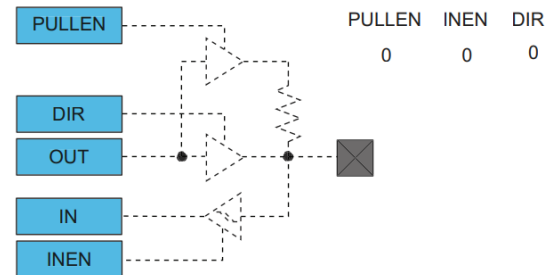 PULLEN
PULLEN INEN DIR
0 0 0
DIR
OUT
IN
INEN